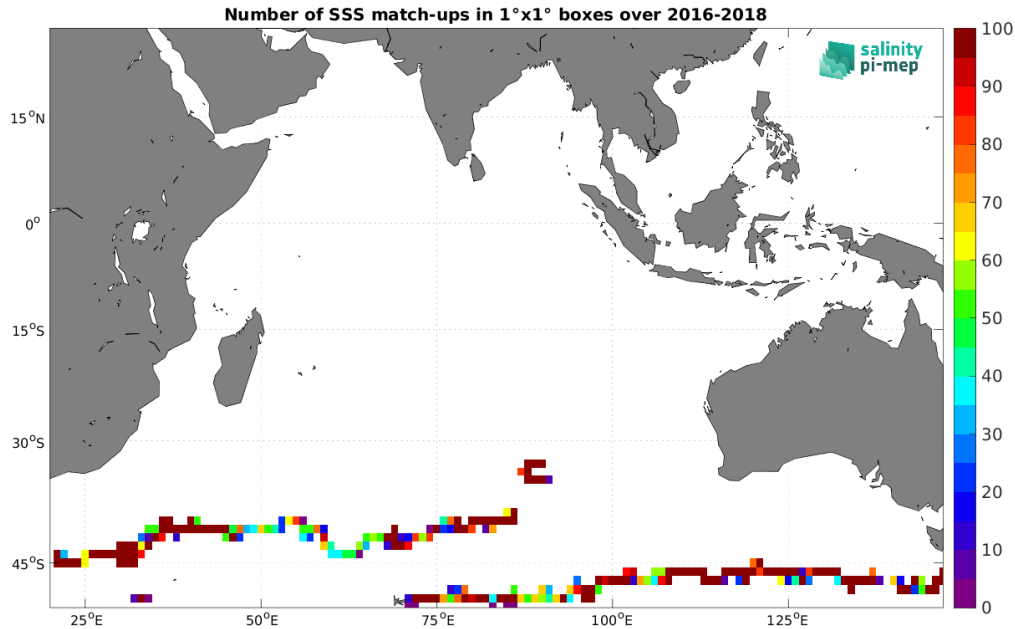 Number of SSS match-ups in 1°x1° boxes over 2016-2018
salinity
pi-mep
15°N
0°
15°S
30°S
45°S
25°E
50°E
75°E
100°E
125°E
100
90
80
70
60
50
40
30
20
10
0